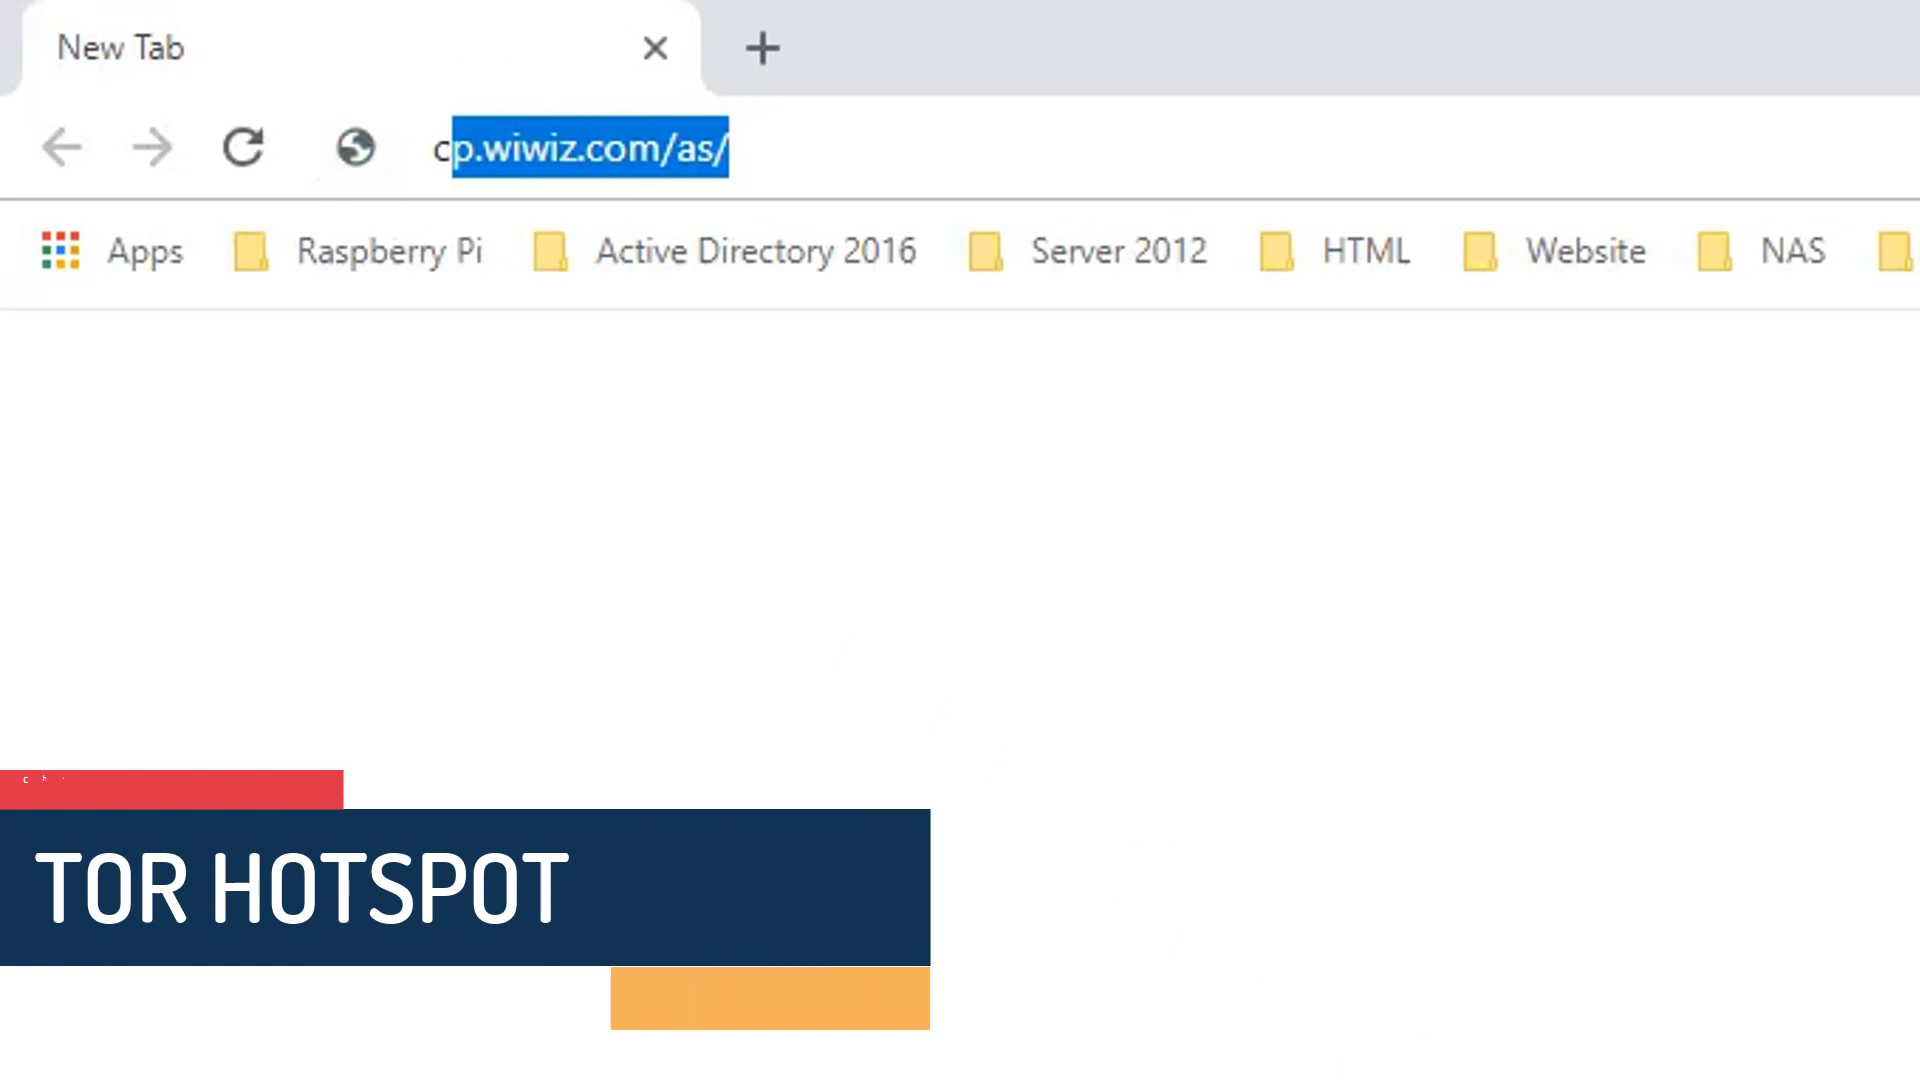 New Tab
cp.wiwiz.com/as/
Apps Raspberry Pi Active Directory 2016 Server 2012 HTML Website NAS
TOR HOTSPOT